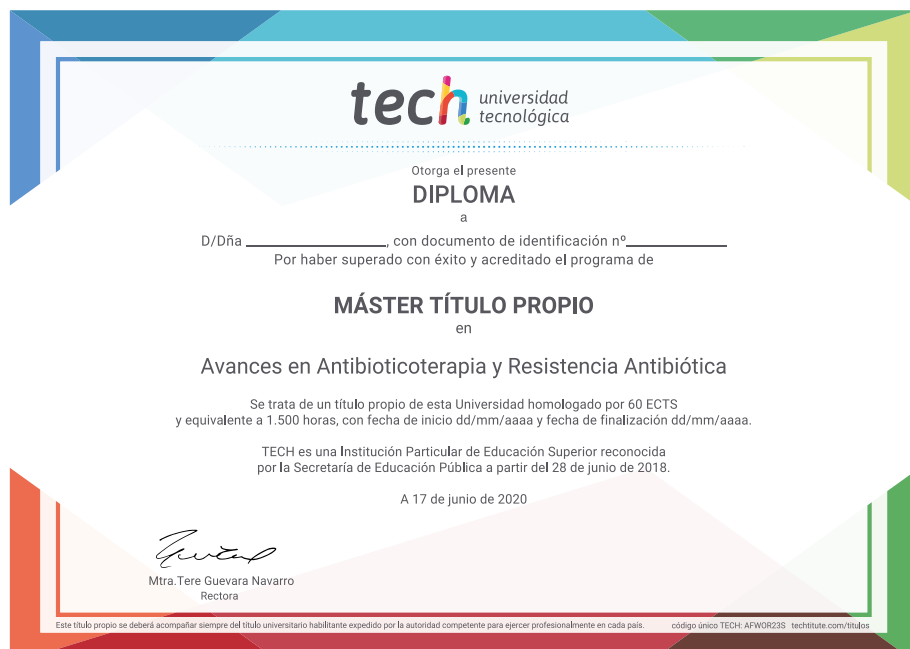 tech universidad
tecnológica
Otorga el presente
DIPLOMA
a
D/Dña ________________, con documento de identificación nº____________
Por haber superado con éxito y acreditado el programa de
MÁSTER TÍTULO PROPIO
en
Avances en Antibioticoterapia y Resistencia Antibiótica
Se trata de un título propio de esta Universidad homologado por 60 ECTS
y equivalente a 1.500 horas, con fecha de inicio dd/mm/aaaa y fecha de finalización dd/mm/aaaa.
TECH es una Institución Particular de Educación Superior reconocida
por la Secretaría de Educación Pública a partir del 28 de junio de 2018.
A 17 de junio de 2020
Mtra.Tere Guevara Navarro
Rectora
Este título propio se deberá acompañar siempre del título universitario habilitante expedido por la autoridad competente para ejercer profesionalmente en cada país. código único TECH: AFWOR23S techtitute.com/titulos